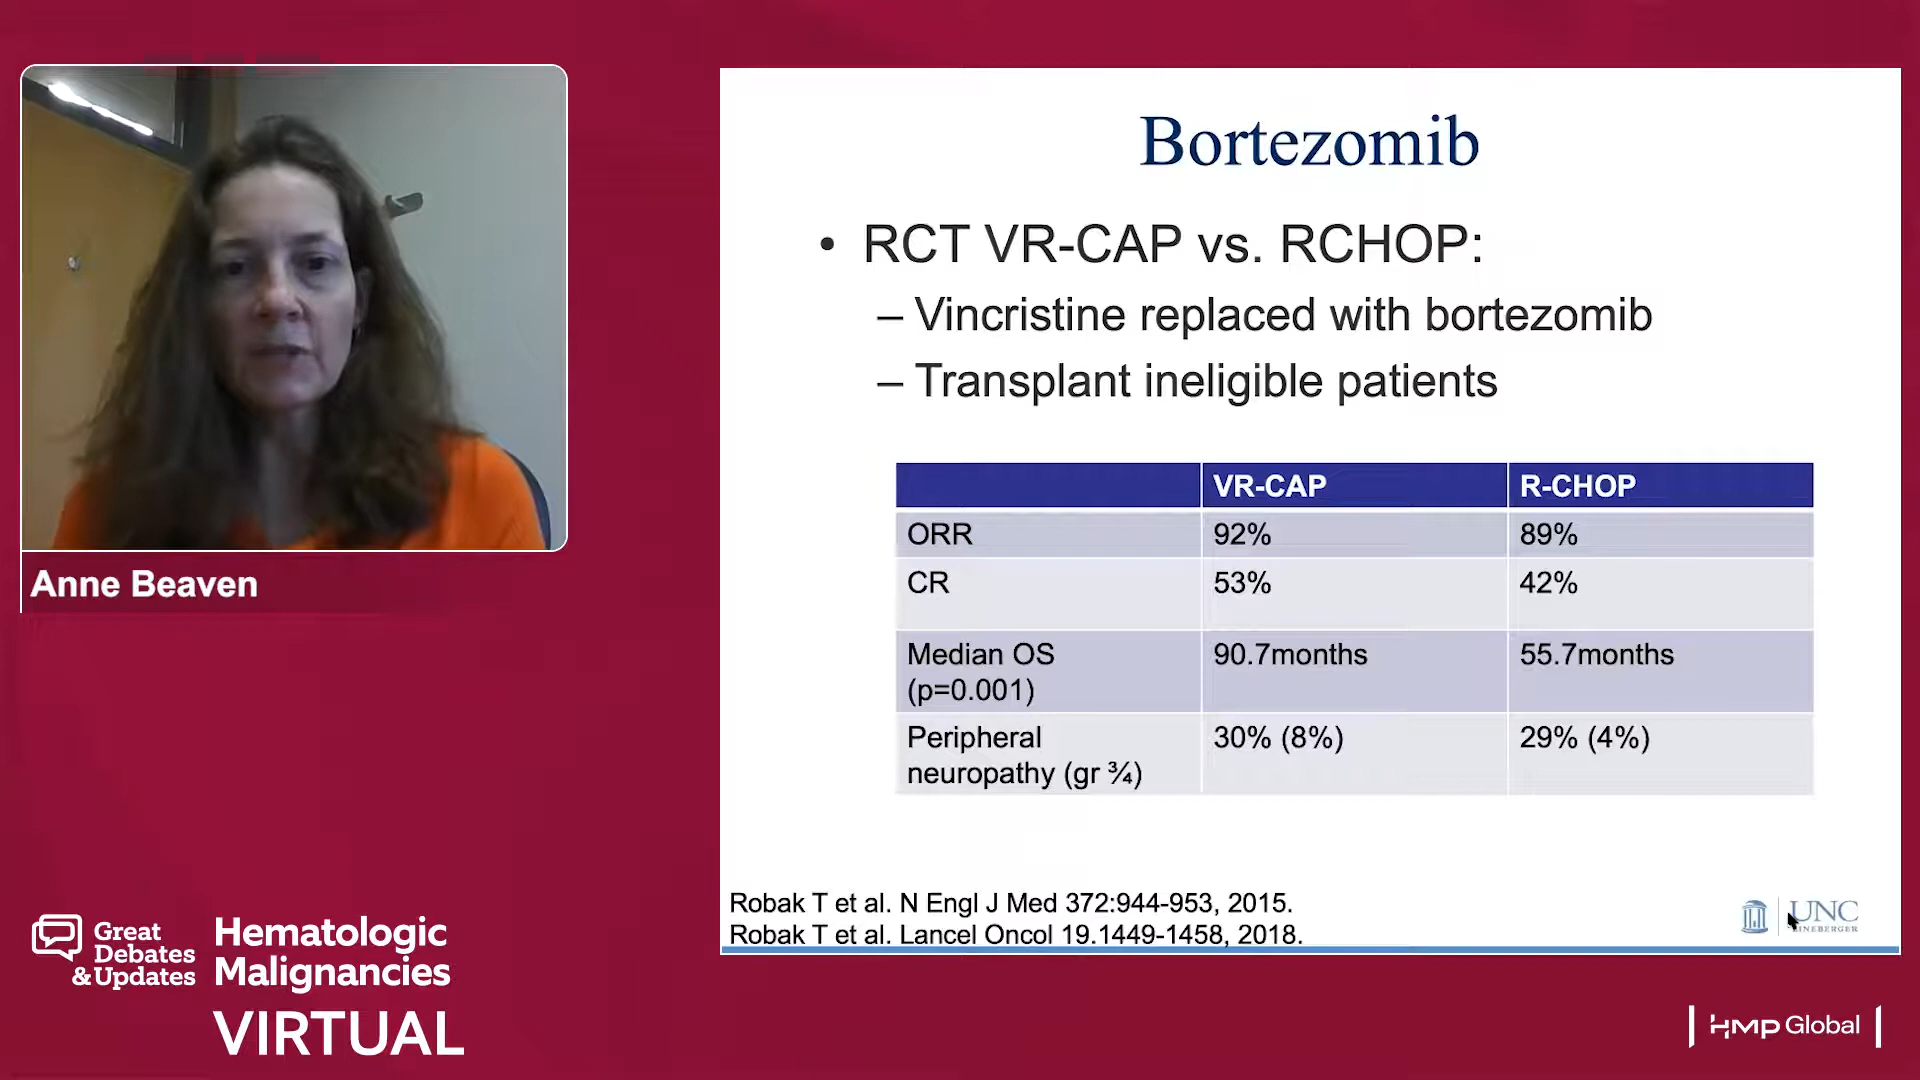 Anne Beaven
Great
Debates
&Updates
Hematologic
Malignancies
VIRTUAL
Bortezomib
• RCT VR-CAP vs. RCHOP:
– Vincristine replaced with bortezomib
– Transplant ineligible patients
VR-CAP R-CHOP
ORR 92% 89%
CR 53% 42%
Median OS 90.7months 55.7months
(p=0.001)
Peripheral 30% (8%) 29% (4%)
neuropathy (gr ¾)
Robak T et al. N Engl J Med 372:944-953, 2015.
Robak T et al. Lancel Oncol 19.1449-1458, 2018.
UNC
HMP Global